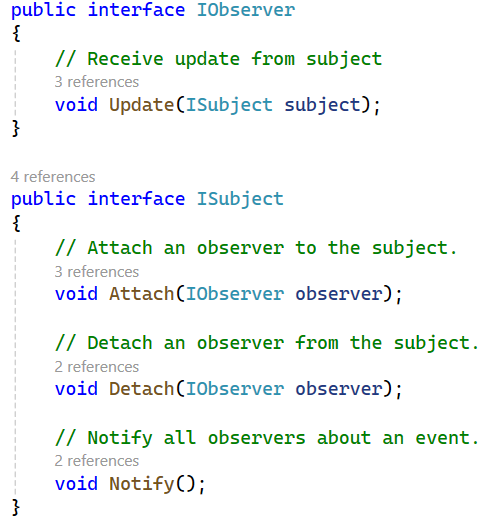 public interface IObserver
{
// Receive update from subject
3 references
void Update(ISubject subject);
}
4 references
public interface ISubject
{
// Attach an observer to the subject.
3 references
void Attach(IObserver observer);
// Detach an observer from the subject.
2 references
void Detach(IObserver observer);
// Notify all observers about an event.
2 references
void Notify();
}